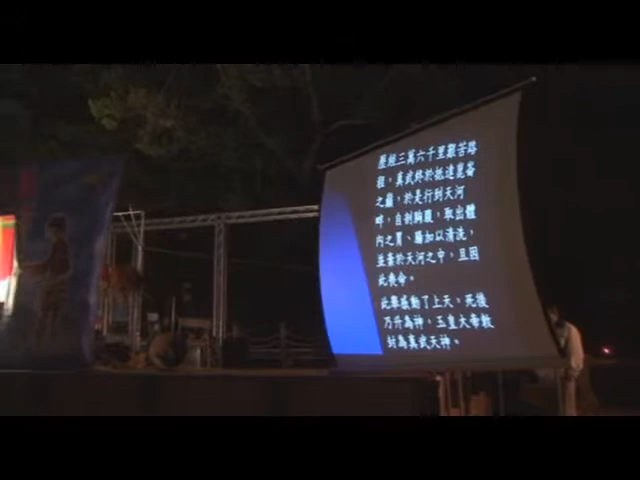 歷經三萬六千里艱苦路
程，真武終於抵達崑崙
之巔，於是行到天河
畔，自剖胸腹，取出體
內之胃、腸加以清洗，
並棄於天河之中，且因
此喪命。
此舉感動了上天，死後
乃升為神，玉皇大帝敕
封為真武天神。